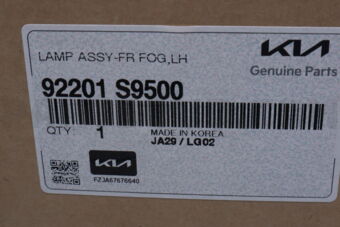 LAMP ASSY-FR FOG,LH
KIA
Genuine Parts
92201 S9500
QTY : 1
MADE IN KOREA
JA29 / LG02
KIA
FZJA67676640